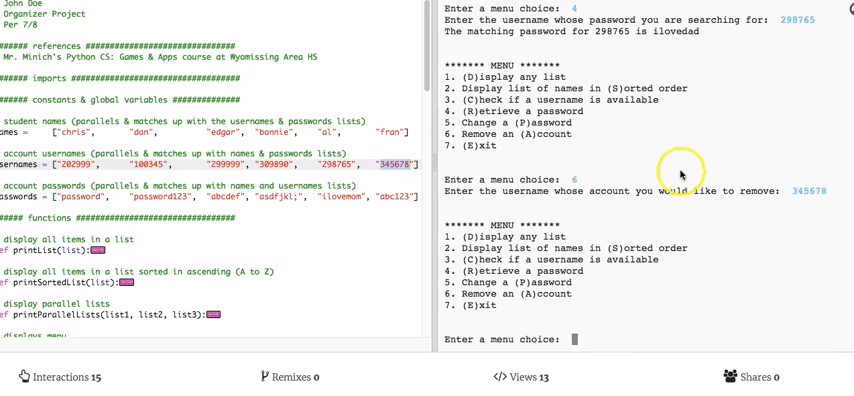 John Doe
Organizer Project
Per 7/8
###### references ################################
Mr. Minich's Python CS: Games & Apps course at Wyomissing Area HS
###### imports ####################################
###### constants & global variables ##############
student names (parallels & matches up with the usernames & passwords lists)
ames = ["chris", "dan", "edgar", "bonnie", "al", "fran"]
account usernames (parallels & matches up with names & passwords lists)
sernames = ["202999", "100345", "299999", "309890", "298765", "345678"]
account passwords (parallels & matches up with names and usernames lists)
asswords = ["password", "password123", "abcdef", "asdfjkl;", "ilovemom", "abc123"]
##### functions ##################################
display all items in a list
ef printList(list):
display all items in a list sorted in ascending (A to Z)
ef printSortedList(list):
display parallel lists
ef printParallelLists(list1, list2, list3):
displays menu
Enter a menu choice: 4
Enter the username whose password you are searching for: 298765
The matching password for 298765 is ilovedad
******* MENU *******
1. (D)isplay any list
2. Display list of names in (S)orted order
3. (C)heck if a username is available
4. (R)etrieve a password
5. Change a (P)assword
6. Remove an (A)ccount
7. (E)xit
Enter a menu choice: 6
Enter the username whose account you would like to remove: 345678
******* MENU *******
1. (D)isplay any list
2. Display list of names in (S)orted order
3. (C)heck if a username is available
4. (R)etrieve a password
5. Change a (P)assword
6. Remove an (A)ccount
7. (E)xit
Enter a menu choice:
Interactions 15
Remixes 0
</> Views 13
Shares 0